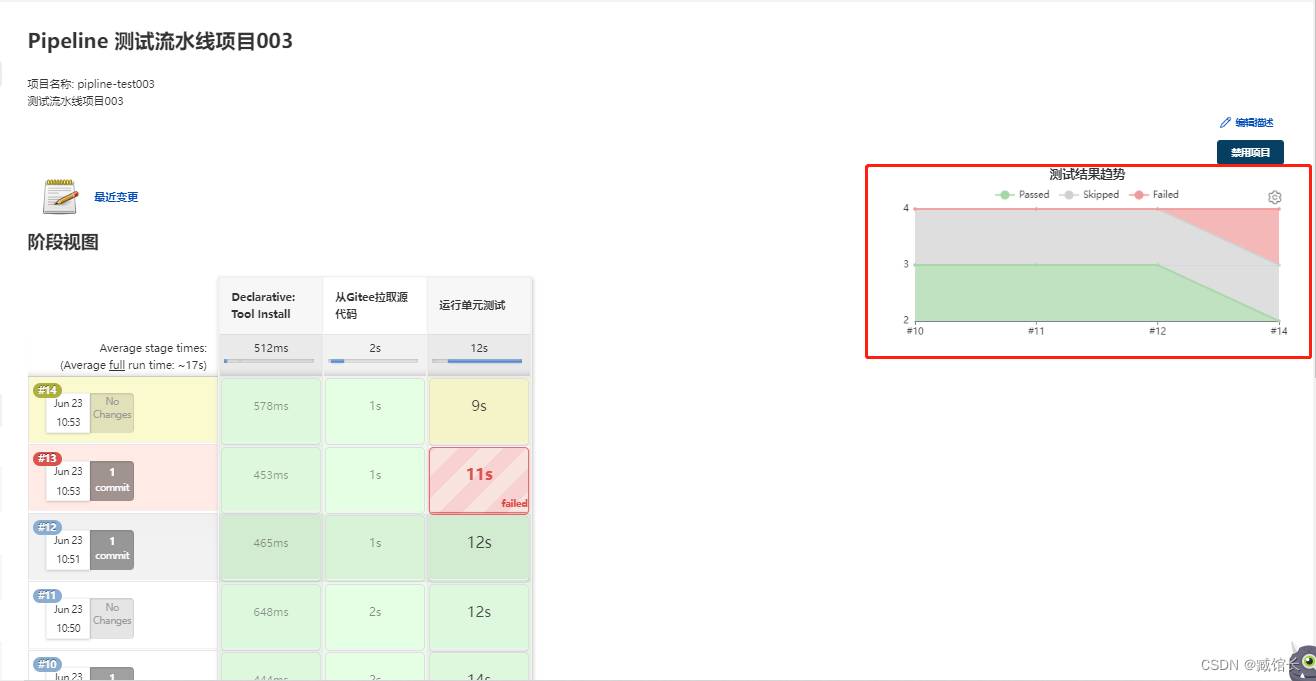 Pipeline 测试流水线项目003
项目名称: pipline-test003
测试流水线项目003
编辑描述
禁用项目
最近变更
测试结果趋势
Passed Skipped Failed
4
3
2
#10 #11 #12 #14
阶段视图
Declarative: Tool Install
从Gitee拉取源代码
运行单元测试
Average stage times:
(Average full run time: ~17s)
512ms 2s 12s
#14
Jun 23
10:53
No Changes
578ms 1s 9s
#13
Jun 23
10:53
1 commit
453ms 1s 11s
failed
#12
Jun 23
10:51
1 commit
465ms 1s 12s
#11
Jun 23
10:50
No Changes
648ms 2s 12s
#10
Jun 23
1
444ms 2s 14s
CSDN @臧馆长